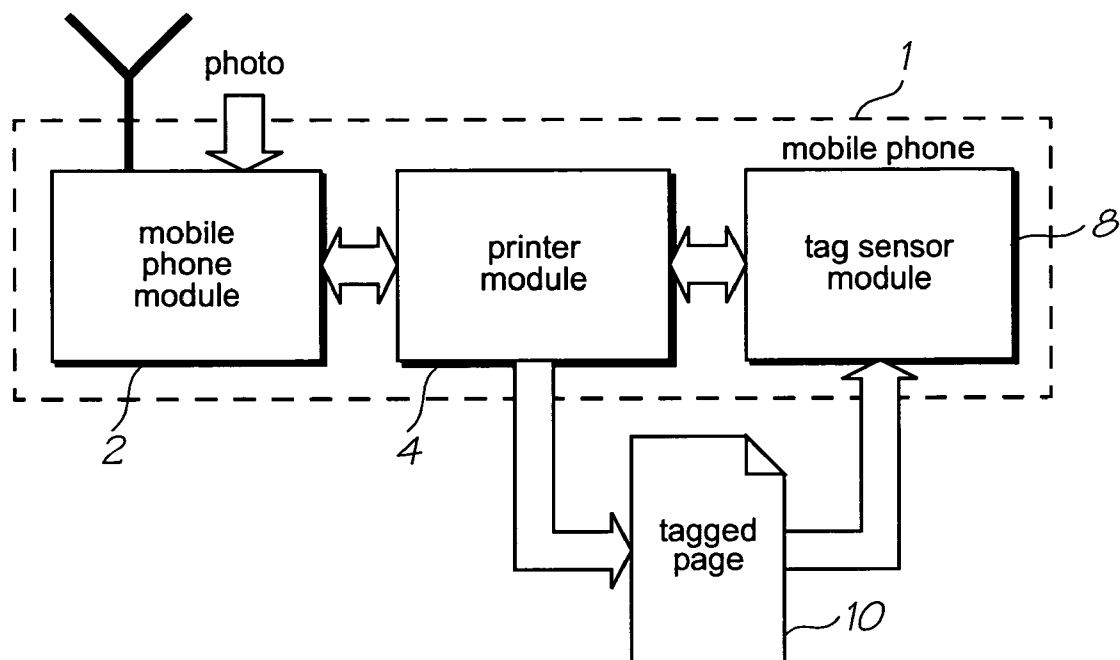 photo
1
mobile phone
mobile
phone
module
printer
module
tag sensor
module
8
2
4
tagged
page
10